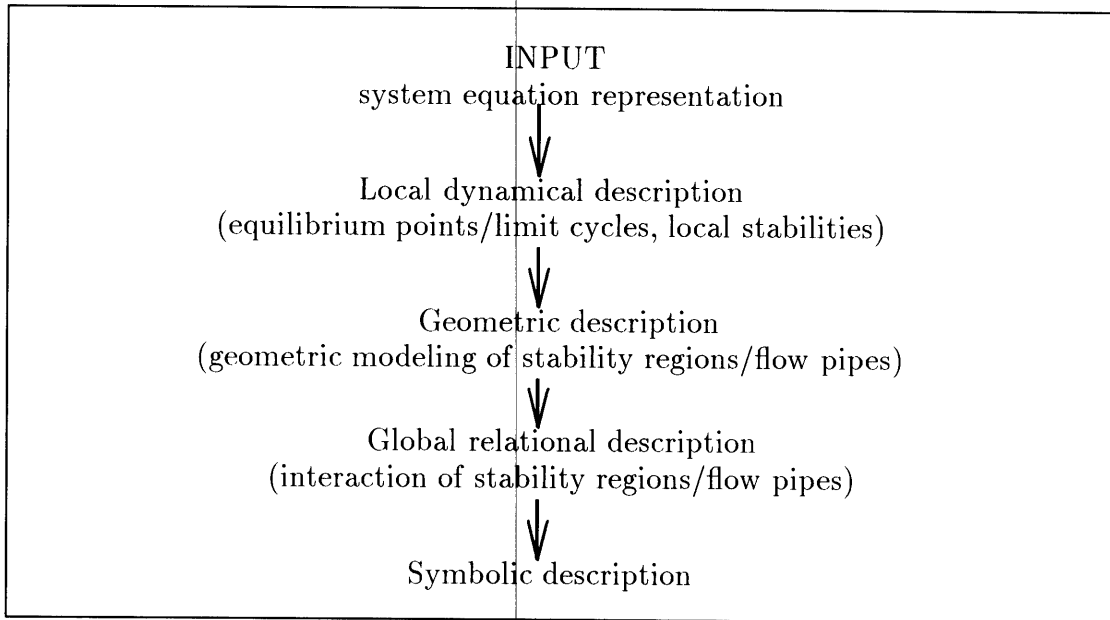 INPUT
system equation representation
Local dynamical description
(equilibrium points/limit cycles, local stabilities)
Geometric description
(geometric modeling of stability regions/flow pipes)
Global relational description
(interaction of stability regions/flow pipes)
Symbolic description